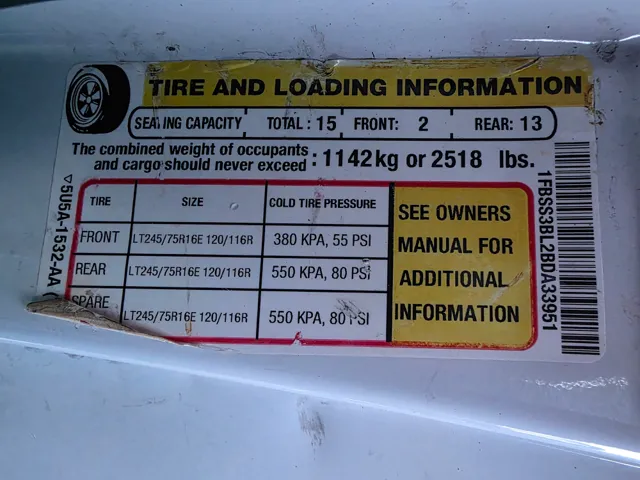 TIRE AND LOADING INFORMATION
SEATING CAPACITY TOTAL: 15 FRONT: 2 REAR: 13
The combined weight of occupants
and cargo should never exceed : 1142 kg or 2518 lbs.
TIRE SIZE COLD TIRE PRESSURE
FRONT LT245/75R16E 120/116R 380 KPA, 55 PSI
REAR LT245/75R16E 120/116R 550 KPA, 80 PSI
SPARE LT245/75R16E 120/116R 550 KPA, 80 PSI
SEE OWNERS
MANUAL FOR
ADDITIONAL
INFORMATION
5U5A-1532-AA
1FBSS3BL2BDA33951